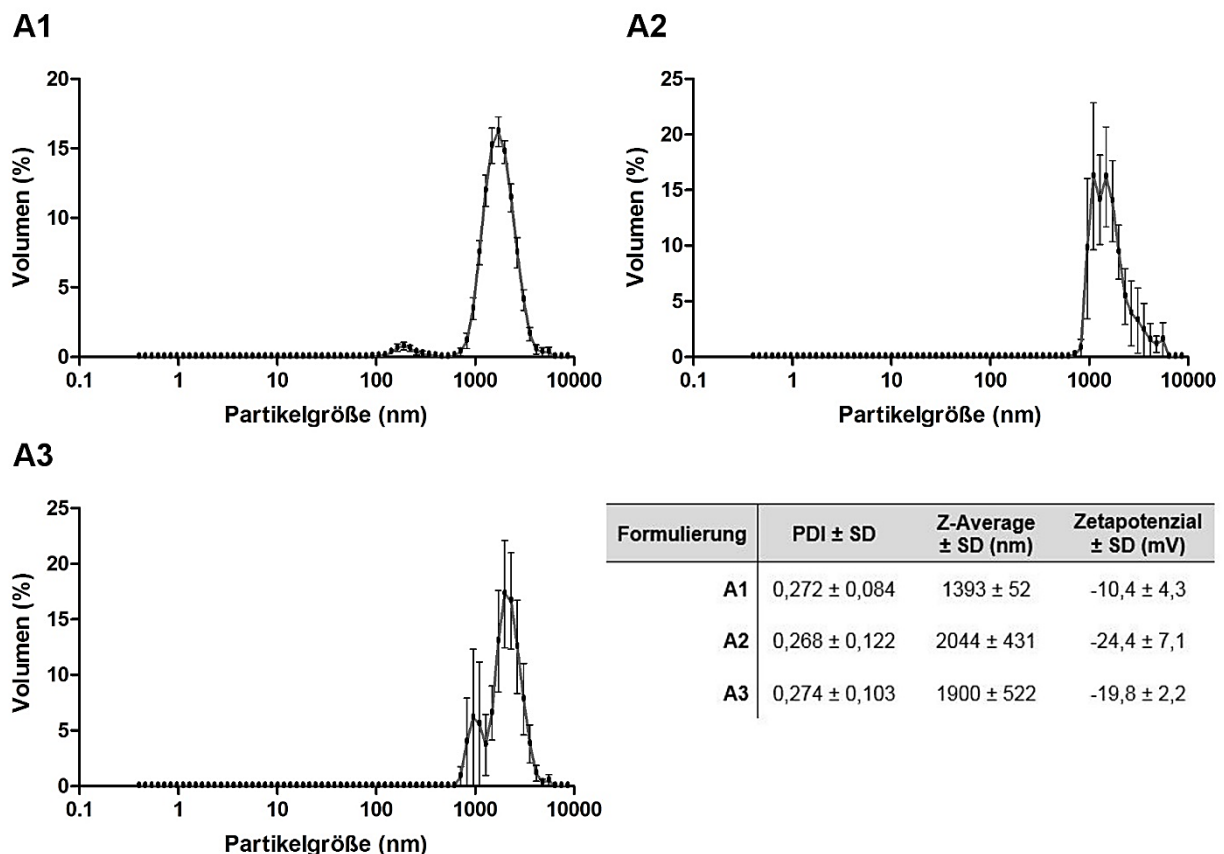 A1
20
15
10
5
0
Volumen (%)
0.1 1 10 100 1000 10000
Partikelgröße (nm)
A2
25
20
15
10
5
0
Volumen (%)
0.1 1 10 100 1000 10000
Partikelgröße (nm)
A3
25
20
15
10
5
0
Volumen (%)
0.1 1 10 100 1000 10000
Partikelgröße (nm)
Formulierung PDI ± SD Z-Average ± SD (nm) Zetapotenzial ± SD (mV)
A1 0,272 ± 0,084 1393 ± 52 -10,4 ± 4,3
A2 0,268 ± 0,122 2044 ± 431 -24,4 ± 7,1
A3 0,274 ± 0,103 1900 ± 522 -19,8 ± 2,2